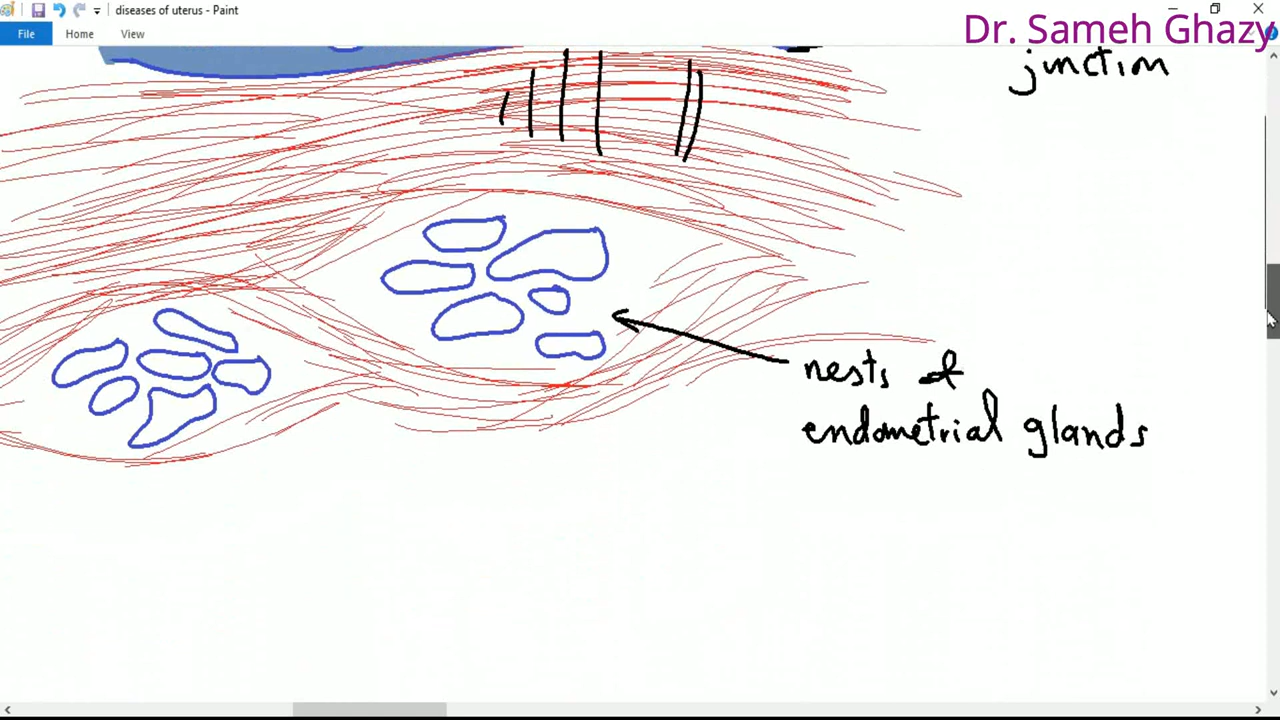 diseases of uterus - Paint
File Home View
Dr. Sameh Ghazy
junction
nests of
endometrial glands